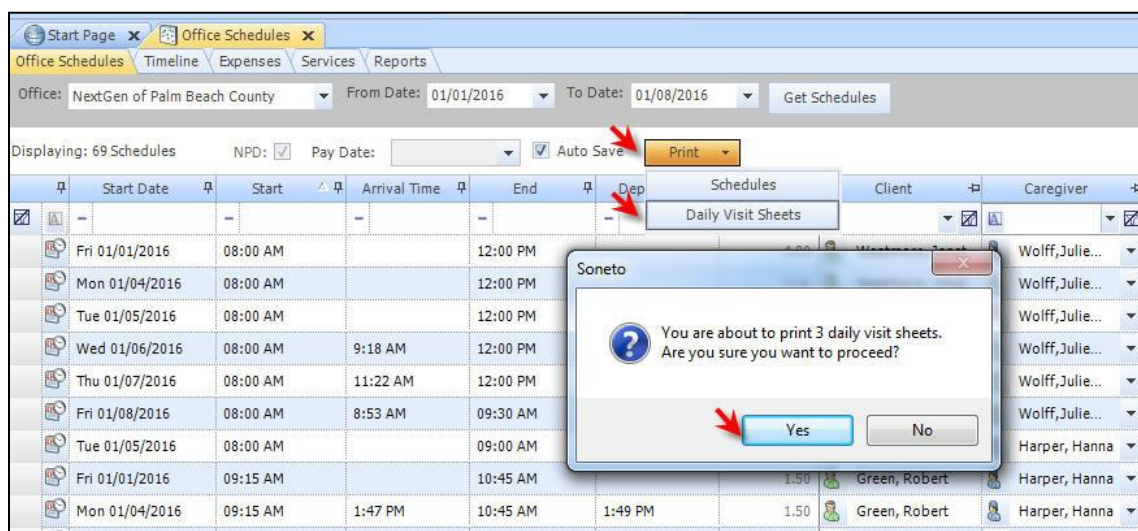 Start Page x Office Schedules x
Office Schedules Timeline Expenses Services Reports
Office: NextGen of Palm Beach County From Date: 01/01/2016 To Date: 01/08/2016 Get Schedules
Displaying: 69 Schedules NPD: Pay Date: Auto Save Print
Start Date Start Arrival Time End Dep Client Caregiver
Schedules
Daily Visit Sheets
Fri 01/01/2016 08:00 AM 12:00 PM Wolff,Julie...
Mon 01/04/2016 08:00 AM 12:00 PM Wolff,Julie...
Tue 01/05/2016 08:00 AM 12:00 PM Wolff,Julie...
Wed 01/06/2016 08:00 AM 9:18 AM 12:00 PM Wolff,Julie...
Thu 01/07/2016 08:00 AM 11:22 AM 12:00 PM Wolff,Julie...
Fri 01/08/2016 08:00 AM 8:53 AM 09:30 AM Wolff,Julie...
Tue 01/05/2016 08:00 AM 09:00 AM Harper, Hanna
Fri 01/01/2016 09:15 AM 10:45 AM 1.50 Green, Robert Harper, Hanna
Mon 01/04/2016 09:15 AM 1:47 PM 10:45 AM 1:49 PM 1.50 Green, Robert Harper, Hanna
Soneto
You are about to print 3 daily visit sheets.
Are you sure you want to proceed?
Yes No